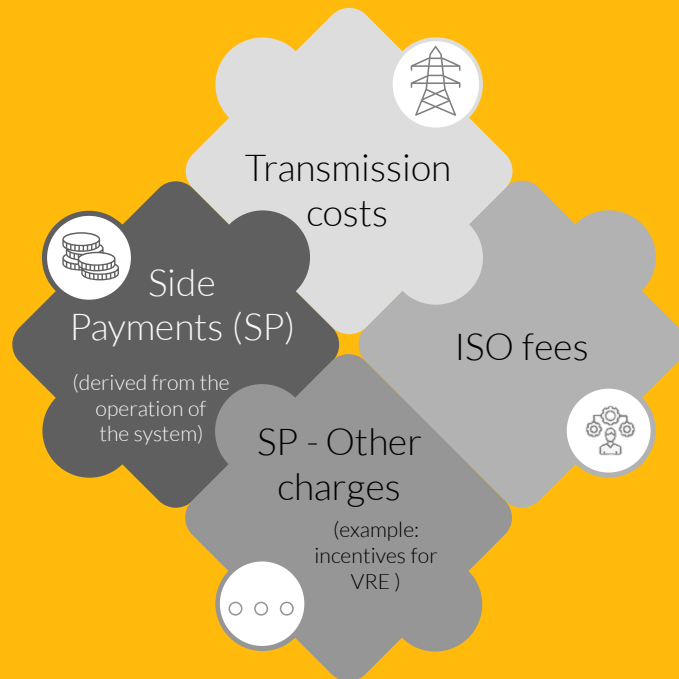 Transmission
costs
Side
Payments (SP)
(derived from the
operation of
the system)
ISO fees
SP - Other
charges
(example:
incentives for
VRE )